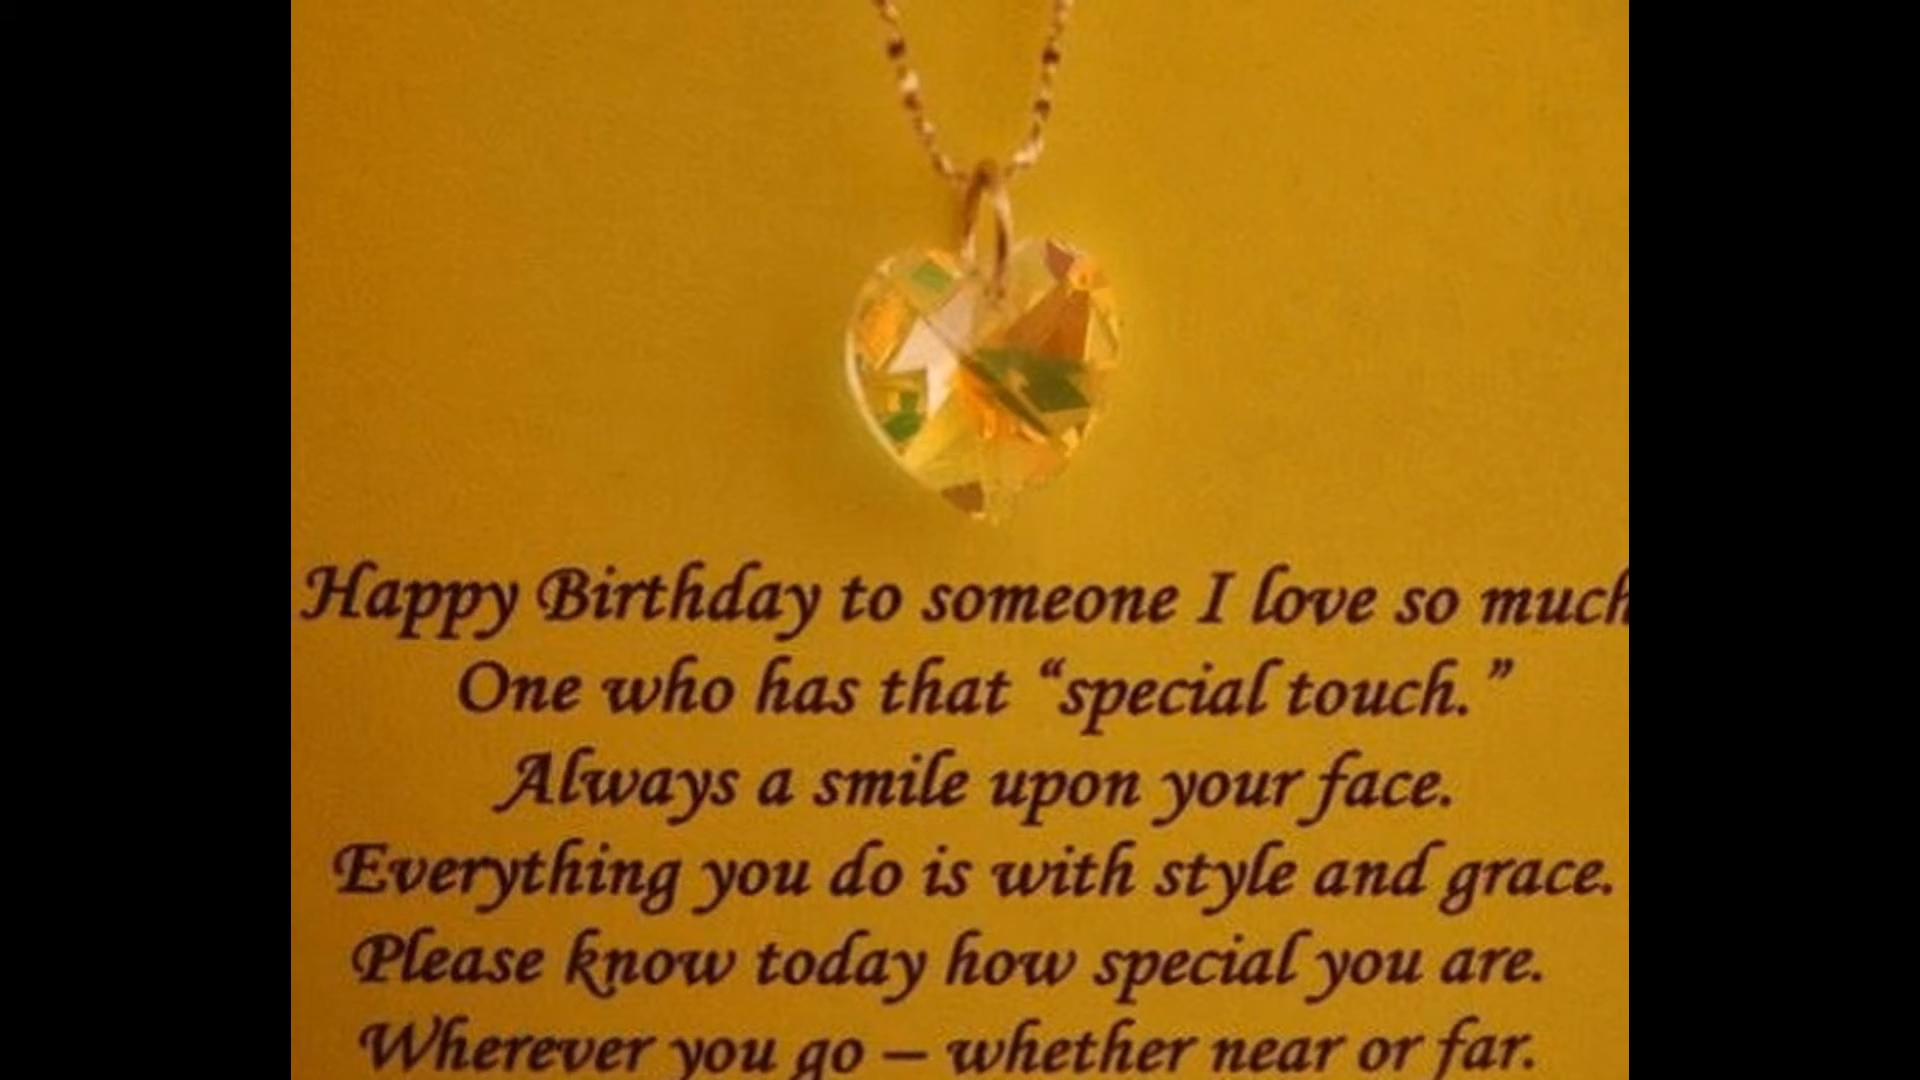 Happy Birthday to someone I love so much
One who has that “special touch.”
Always a smile upon your face.
Everything you do is with style and grace.
Please know today how special you are.
Wherever you go – whether near or far.